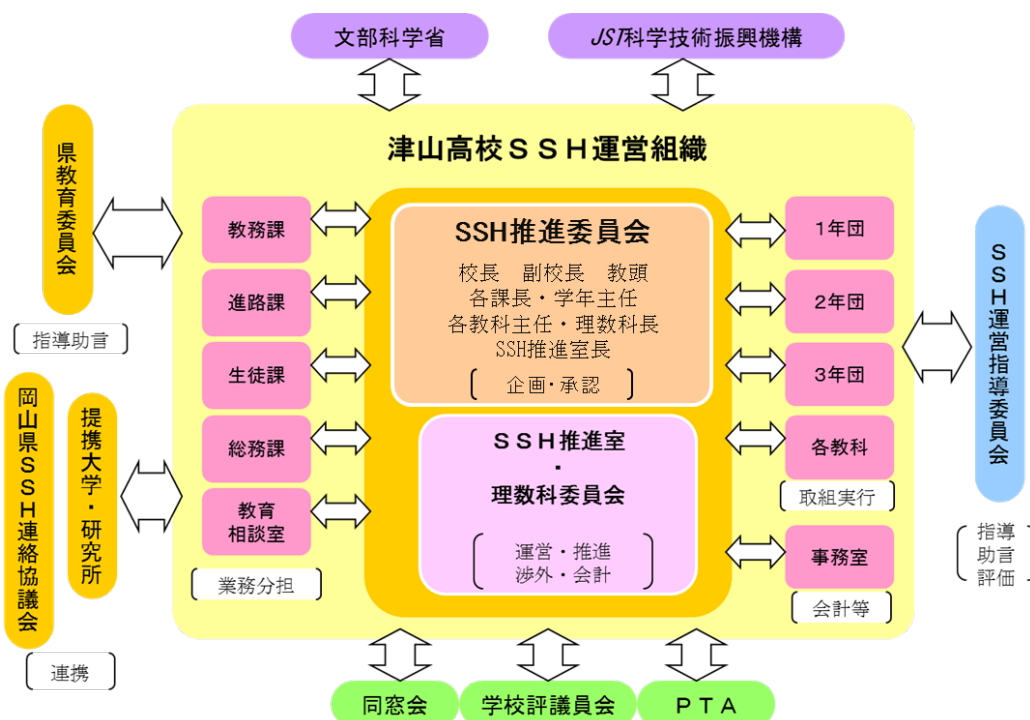 文部科学省
JST科学技術振興機構
津山高校ＳＳＨ運営組織
県教育委員会
指導助言
岡山県ＳＳＨ連絡協議会
提携大学・研究所
連携
教務課
進路課
生徒課
総務課
教育
相談室
業務分担
SSH推進委員会
校長　副校長　教頭
各課長・学年主任
各教科主任・理数科長
SSH推進室長
企画・承認
ＳＳＨ推進室
・
理数科委員会
運営・推進
渉外・会計
1年団
2年団
3年団
各教科
取組実行
事務室
会計等
ＳＳＨ運営指導委員会
指導
助言
評価
同窓会
学校評議員会
ＰＴＡ